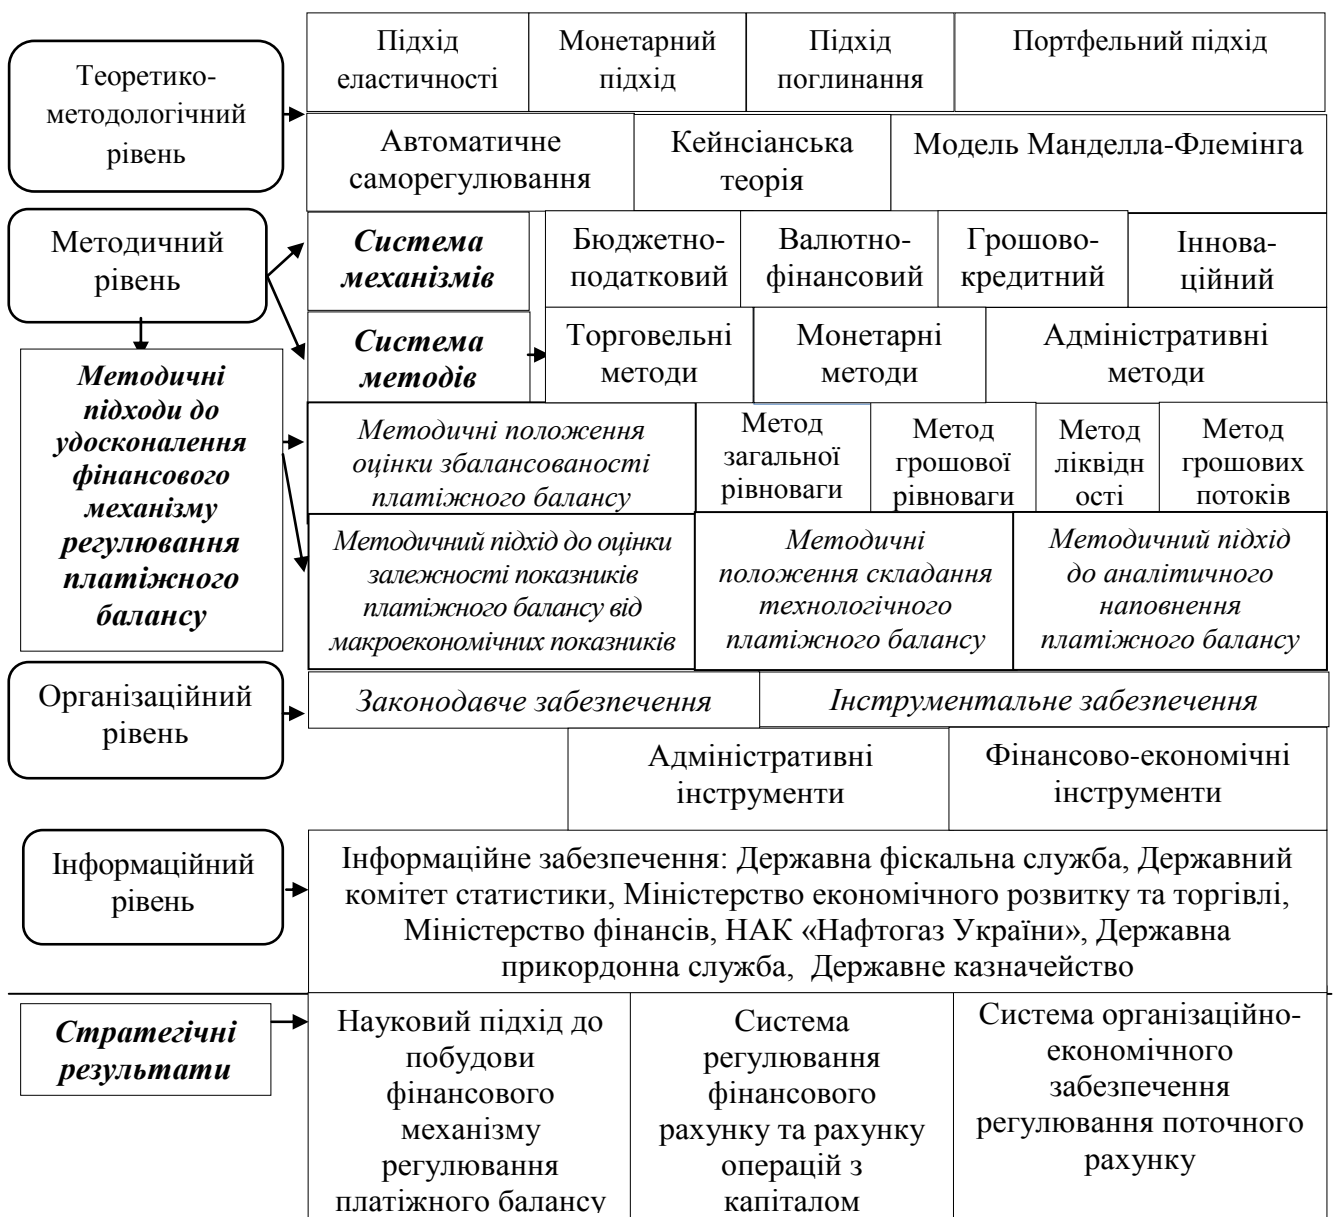 Теоретико-
методологічний
рівень
Підхід
еластичності
Монетарний
підхід
Підхід
поглинання
Портфельний підхід
Автоматичне
саморегулювання
Кейнсіанська
теорія
Модель Манделла-Флемінга
Методичний
рівень
Система
механізмів
Бюджетно-
податковий
Валютно-
фінансовий
Грошово-
кредитний
Іннова-
ційний
Система
методів
Торговельні
методи
Монетарні
методи
Адміністративні
методи
Методичні
підходи до
удосконалення
фінансового
механізму
регулювання
платіжного
балансу
Методичні положення
оцінки збалансованості
платіжного балансу
Метод
загальної
рівноваги
Метод
грошової
рівноваги
Метод
ліквідн
ості
Метод
грошових
потоків
Методичний підхід до оцінки
залежності показників
платіжного балансу від
макроекономічних показників
Методичні
положення складання
технологічного
платіжного балансу
Методичний підхід
до аналітичного
наповнення
платіжного балансу
Організаційний
рівень
Законодавче забезпечення
Інструментальне забезпечення
Адміністративні
інструменти
Фінансово-економічні
інструменти
Інформаційний
рівень
Інформаційне забезпечення: Державна фіскальна служба, Державний
комітет статистики, Міністерство економічного розвитку та торгівлі,
Міністерство фінансів, НАК «Нафтогаз України», Державна
прикордонна служба, Державне казначейство
Стратегічні
результати
Науковий підхід до
побудови
фінансового
механізму
регулювання
платіжного балансу
Система
регулювання
фінансового
рахунку та рахунку
операцій з
капіталом
Система організаційно-
економічного
забезпечення
регулювання поточного
рахунку